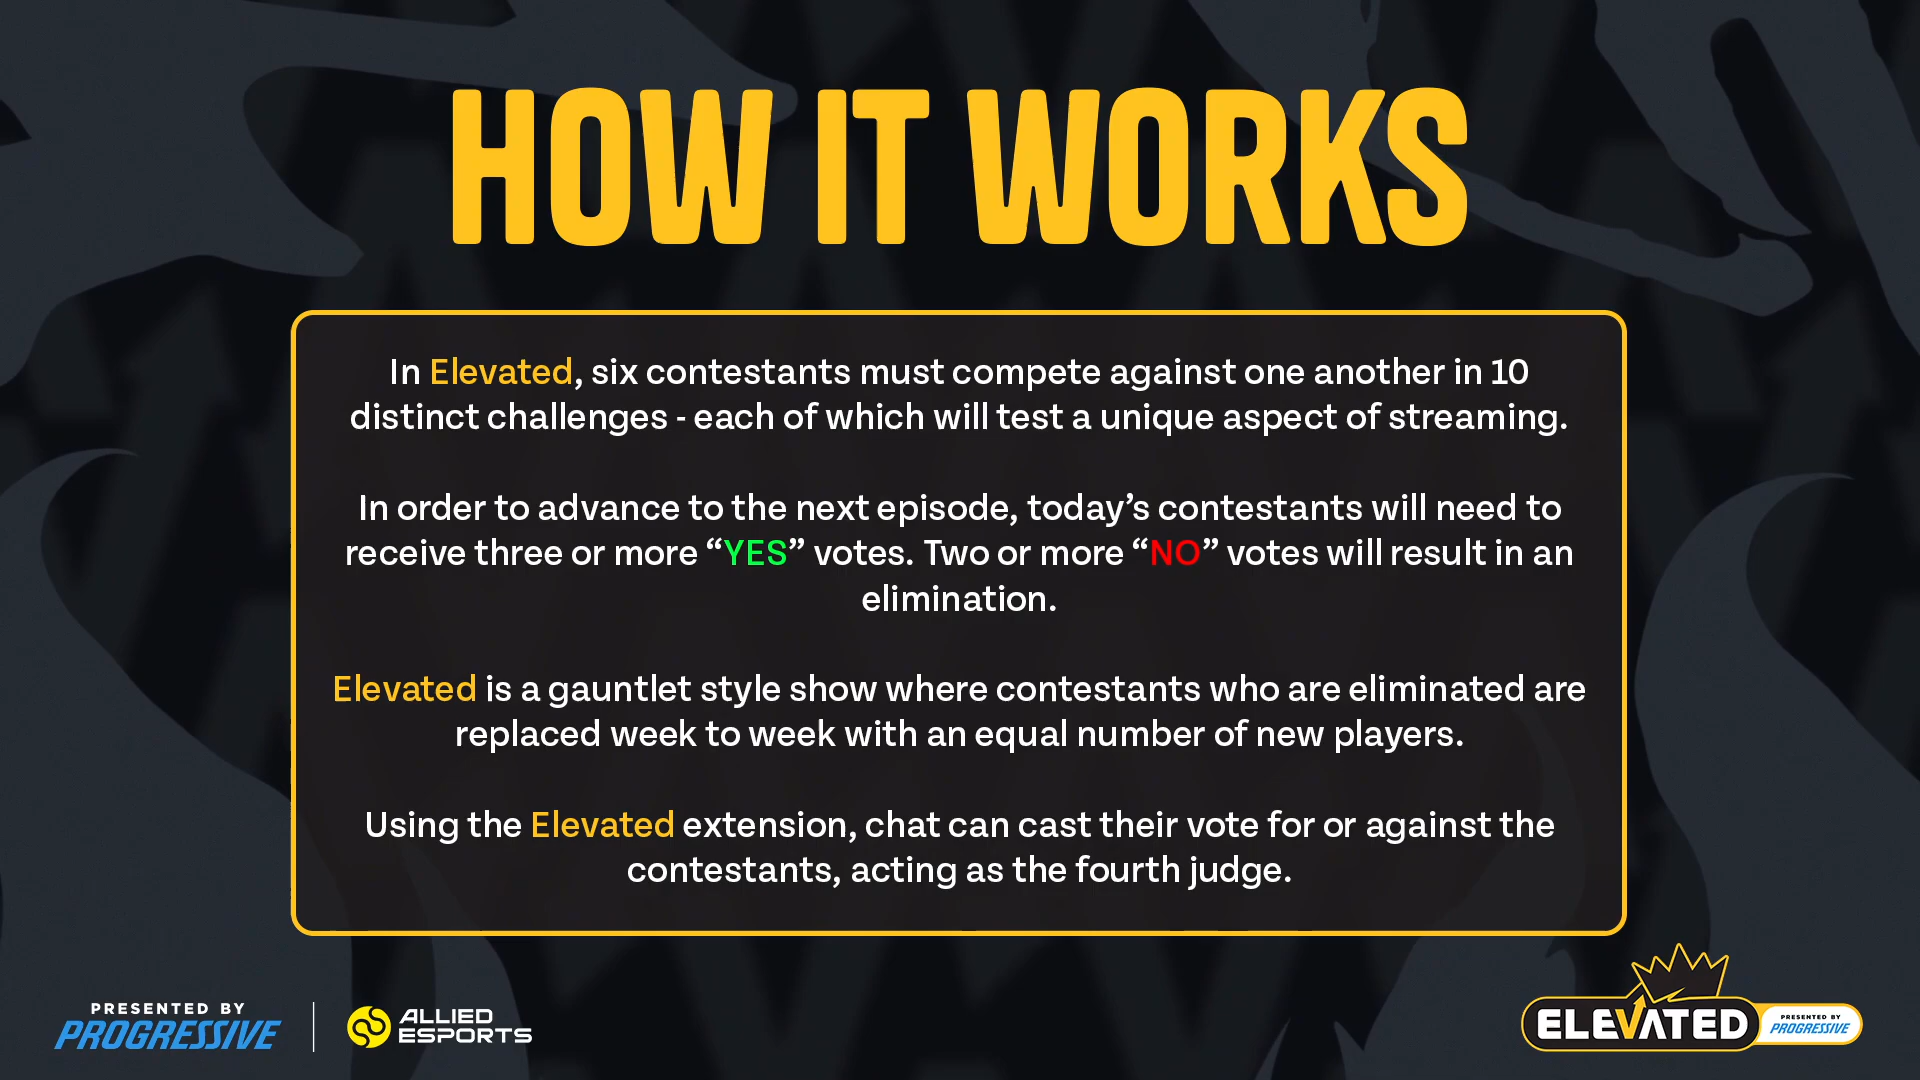 HOW IT WORKS
In Elevated, six contestants must compete against one another in 10
distinct challenges - each of which will test a unique aspect of streaming.
In order to advance to the next episode, today’s contestants will need to
receive three or more “YES” votes. Two or more “NO” votes will result in an
elimination.
Elevated is a gauntlet style show where contestants who are eliminated are
replaced week to week with an equal number of new players.
Using the Elevated extension, chat can cast their vote for or against the
contestants, acting as the fourth judge.
PRESENTED BY
PROGRESSIVE
ALLIED
ESPORTS
ELEVATED
PRESENTED BY
PROGRESSIVE